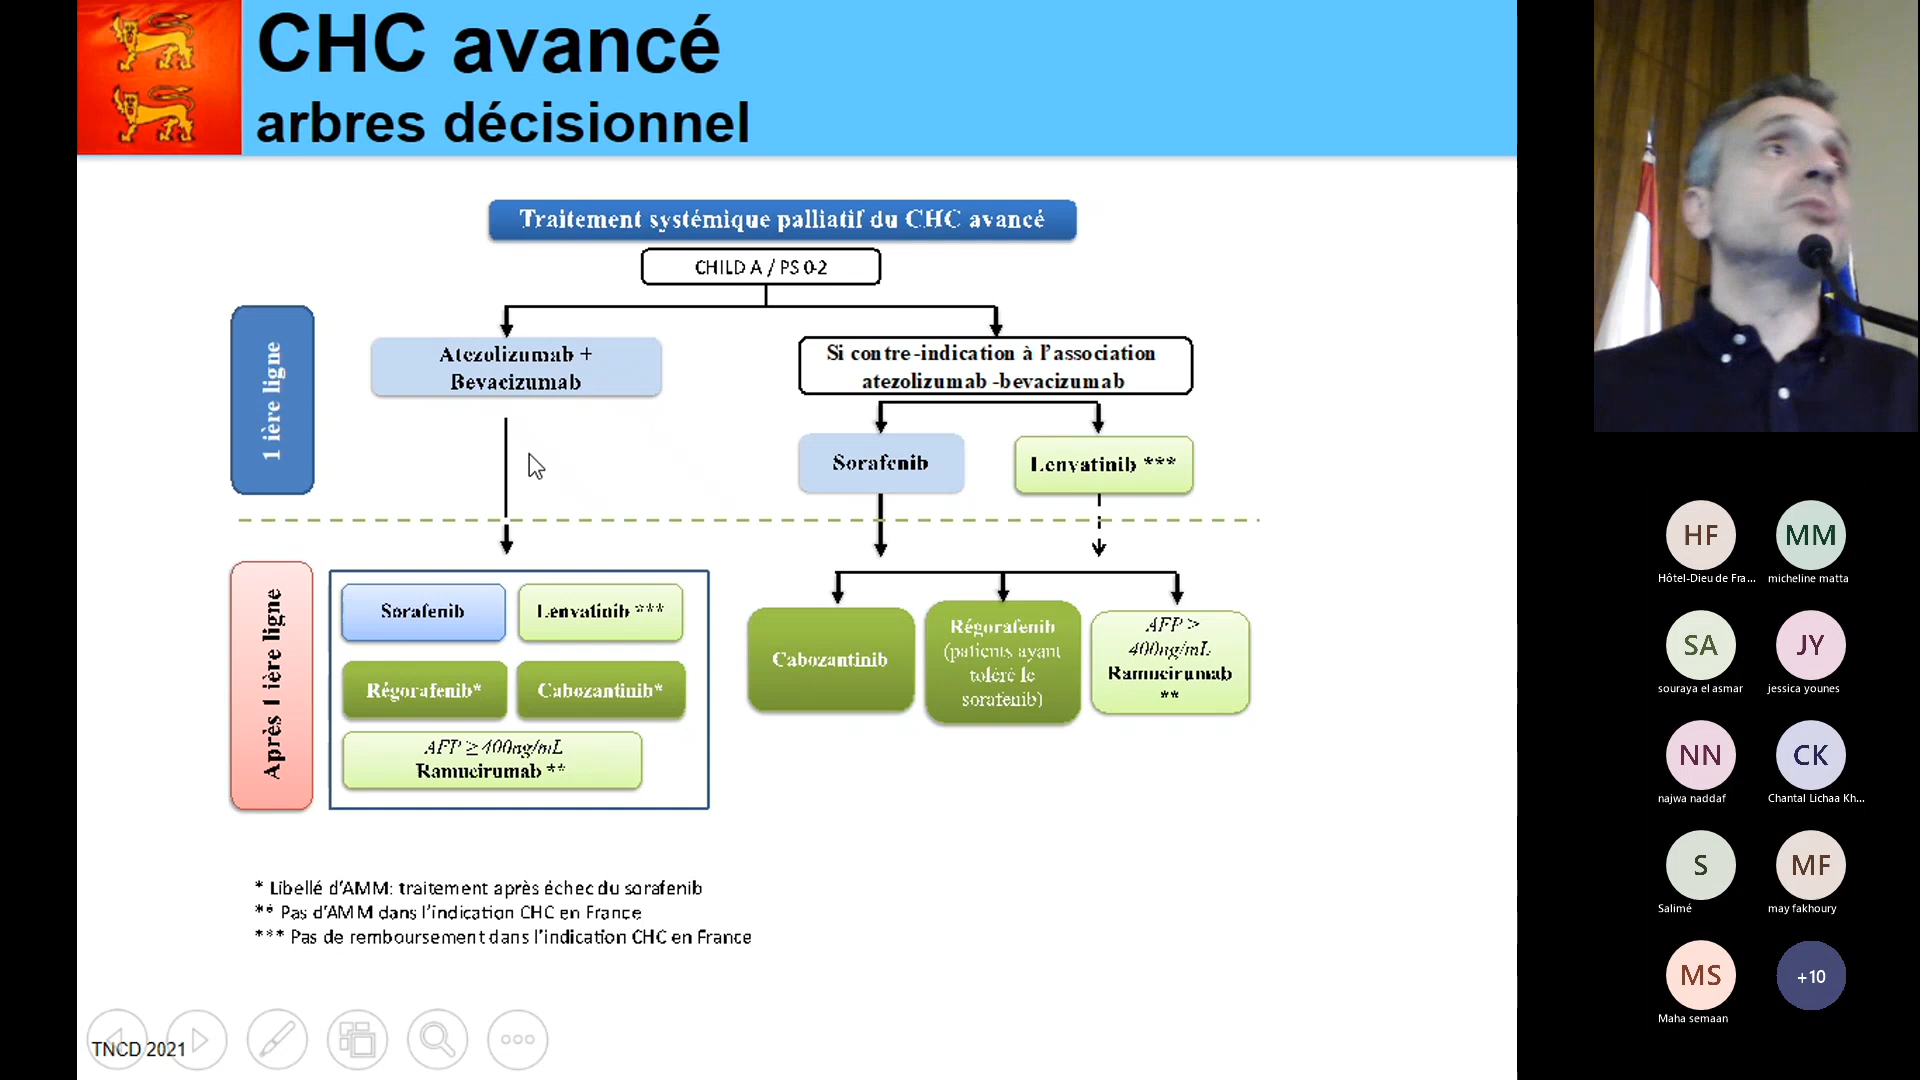 CHC avancé
arbres décisionnel
Traitement systémique palliatif du CHC avancé
CHILD A / PS 0-2
1 ière ligne
Atezolizumab +
Bevacizumab
Si contre-indication à l’association
atezolizumab -bevacizumab
Sorafenib
Lenvatinib ***
Après 1 ière ligne
Sorafenib
Lenvatinib ***
Régorafenib*
Cabozantinib*
AFP ≥ 400ng/mL
Ramucirumab **
Cabozantinib
Régorafenib
(patients ayant
toléré le
sorafenib)
AFP >
400ng/mL
Ramucirumab
**
* Libellé d’AMM: traitement après échec du sorafenib
** Pas d’AMM dans l’indication CHC en France
*** Pas de remboursement dans l’indication CHC en France
TNCD 2021
HF
Hôtel-Dieu de Fra...
MM
micheline matta
SA
souraya el asmar
JY
jessica younes
NN
najwa naddaf
CK
Chantal Lichaa Kh...
S
Salimé
MF
may fakhoury
MS
Maha semaan
+10